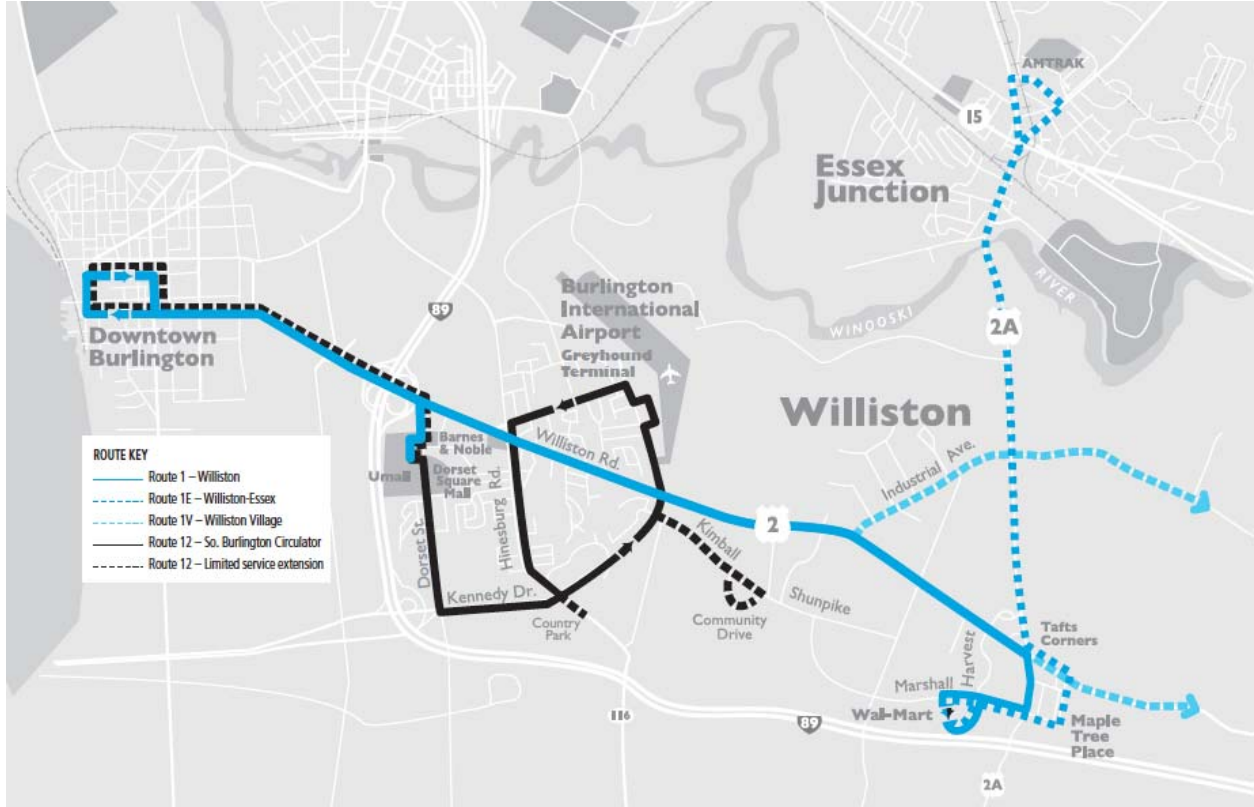 AMTRAK
15
Essex
Junction
89
Burlington
International
Airport
Greyhound
Terminal
RIVER
WINOOSKI
2A
Downtown
Burlington
Williston
Barnes
& Noble
Williston Rd.
Industrial Ave.
ROUTE KEY
Route 1 – Williston
Route 1E – Williston-Essex
Route 1V – Williston Village
Route 12 – So. Burlington Circulator
Route 12 – Limited service extension
Umall
Dorset
Square
Mall
Hinesburg Rd.
Dorset St.
Kimball
2
Kennedy Dr.
Shunpike
Country
Park
Community
Drive
Tafts
Corners
Harvest
Marshall
Wal-Mart
116
89
Maple
Tree
Place
2A